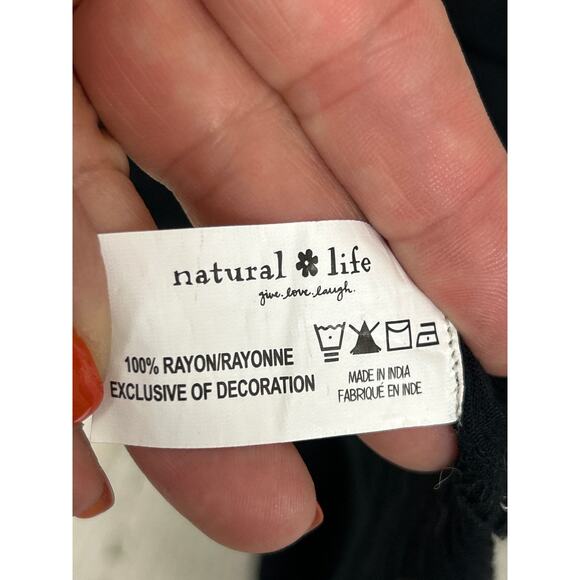 natural life
give.love.laugh.
100% RAYON/RAYONNE
EXCLUSIVE OF DECORATION
MADE IN INDIA
FABRIQUÉ EN INDE